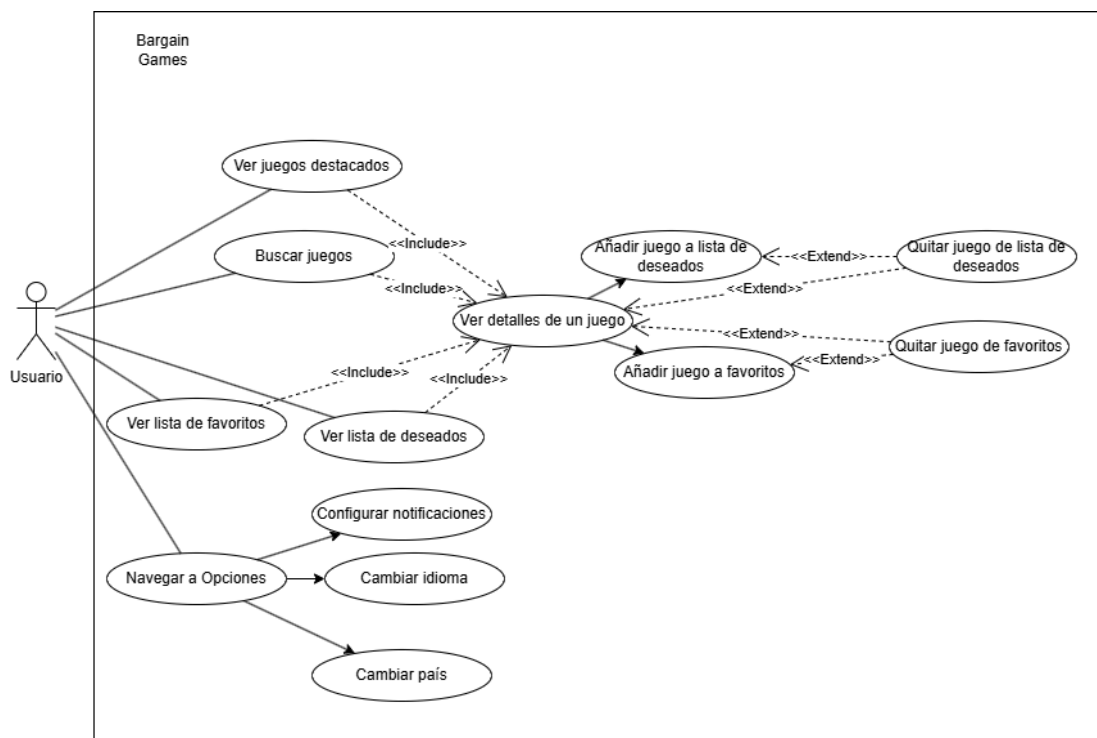 Bargain
Games
Ver juegos destacados
<<Include>>
Buscar juegos
<<Include>>
Añadir juego a lista de
deseados
<<Extend>>
Quitar juego de lista de
deseados
<<Extend>>
Ver detalles de un juego
<<Extend>>
Quitar juego de favoritos
<<Extend>>
Añadir juego a favoritos
Usuario
<<Include>>
<<Include>>
Ver lista de favoritos
Ver lista de deseados
Configurar notificaciones
Navegar a Opciones
Cambiar idioma
Cambiar país